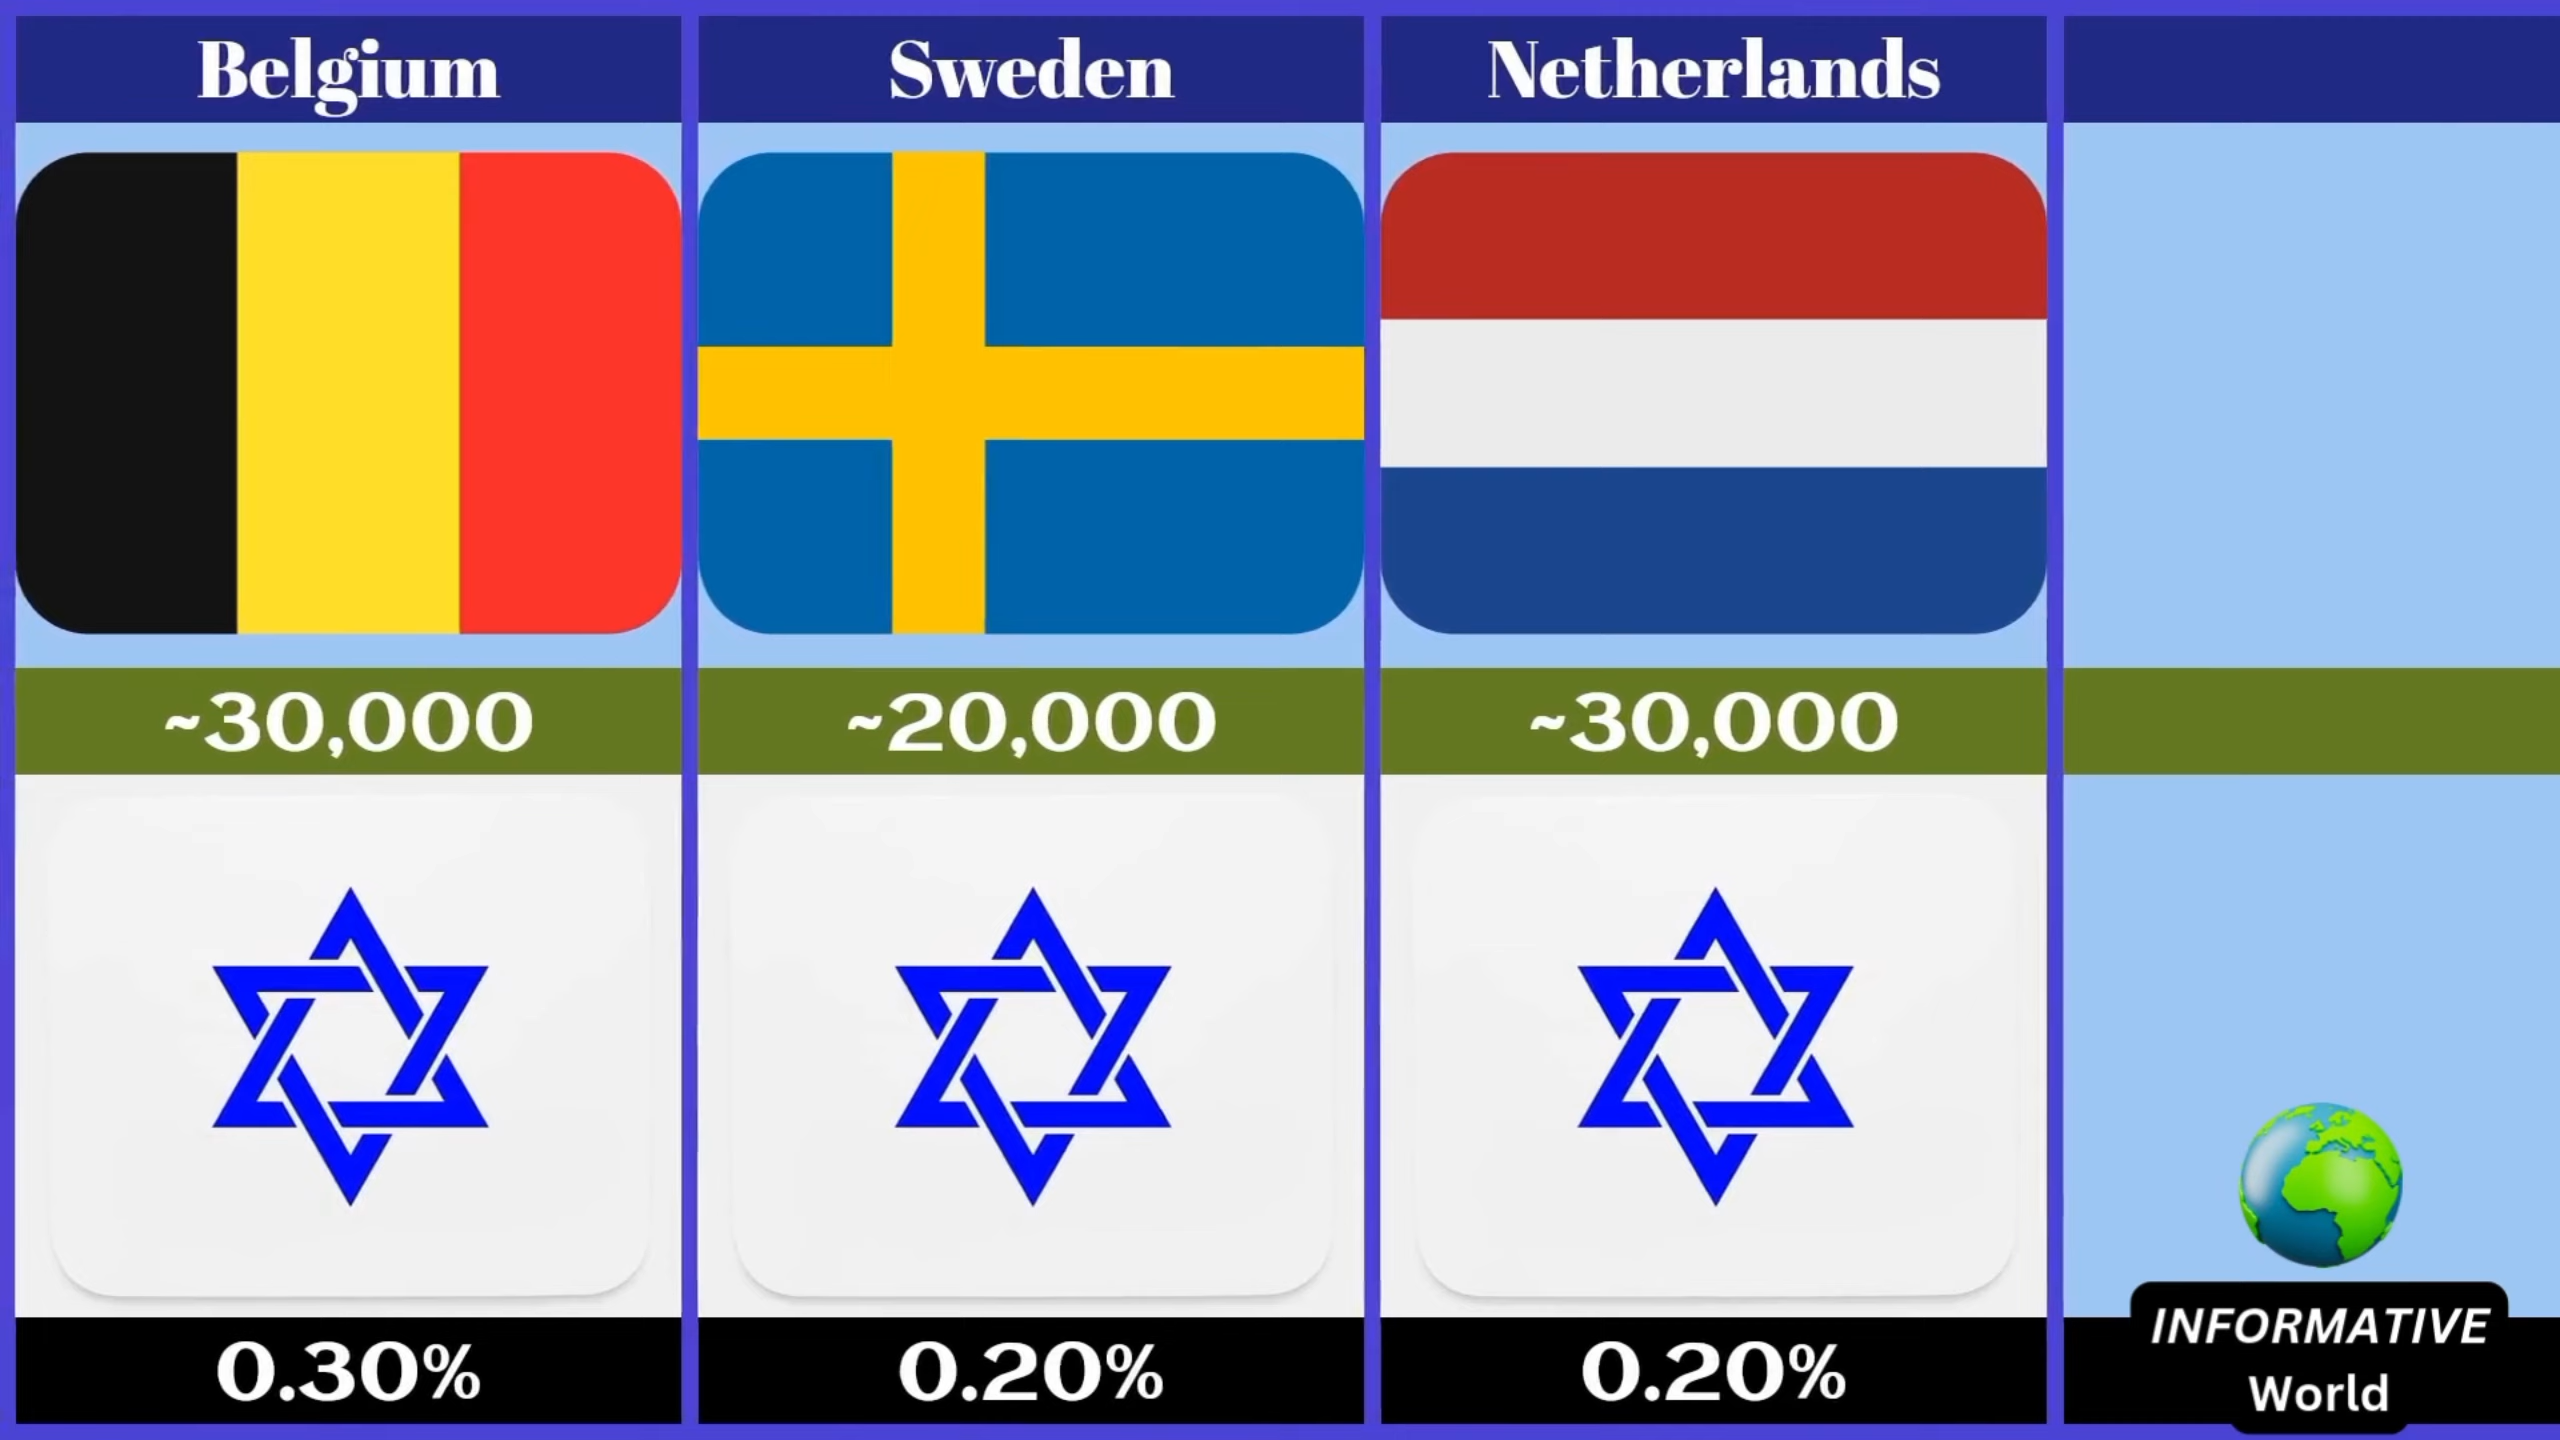 Belgium
Sweden
Netherlands
~30,000
~20,000
~30,000
0.30%
0.20%
0.20%
INFORMATIVE
World